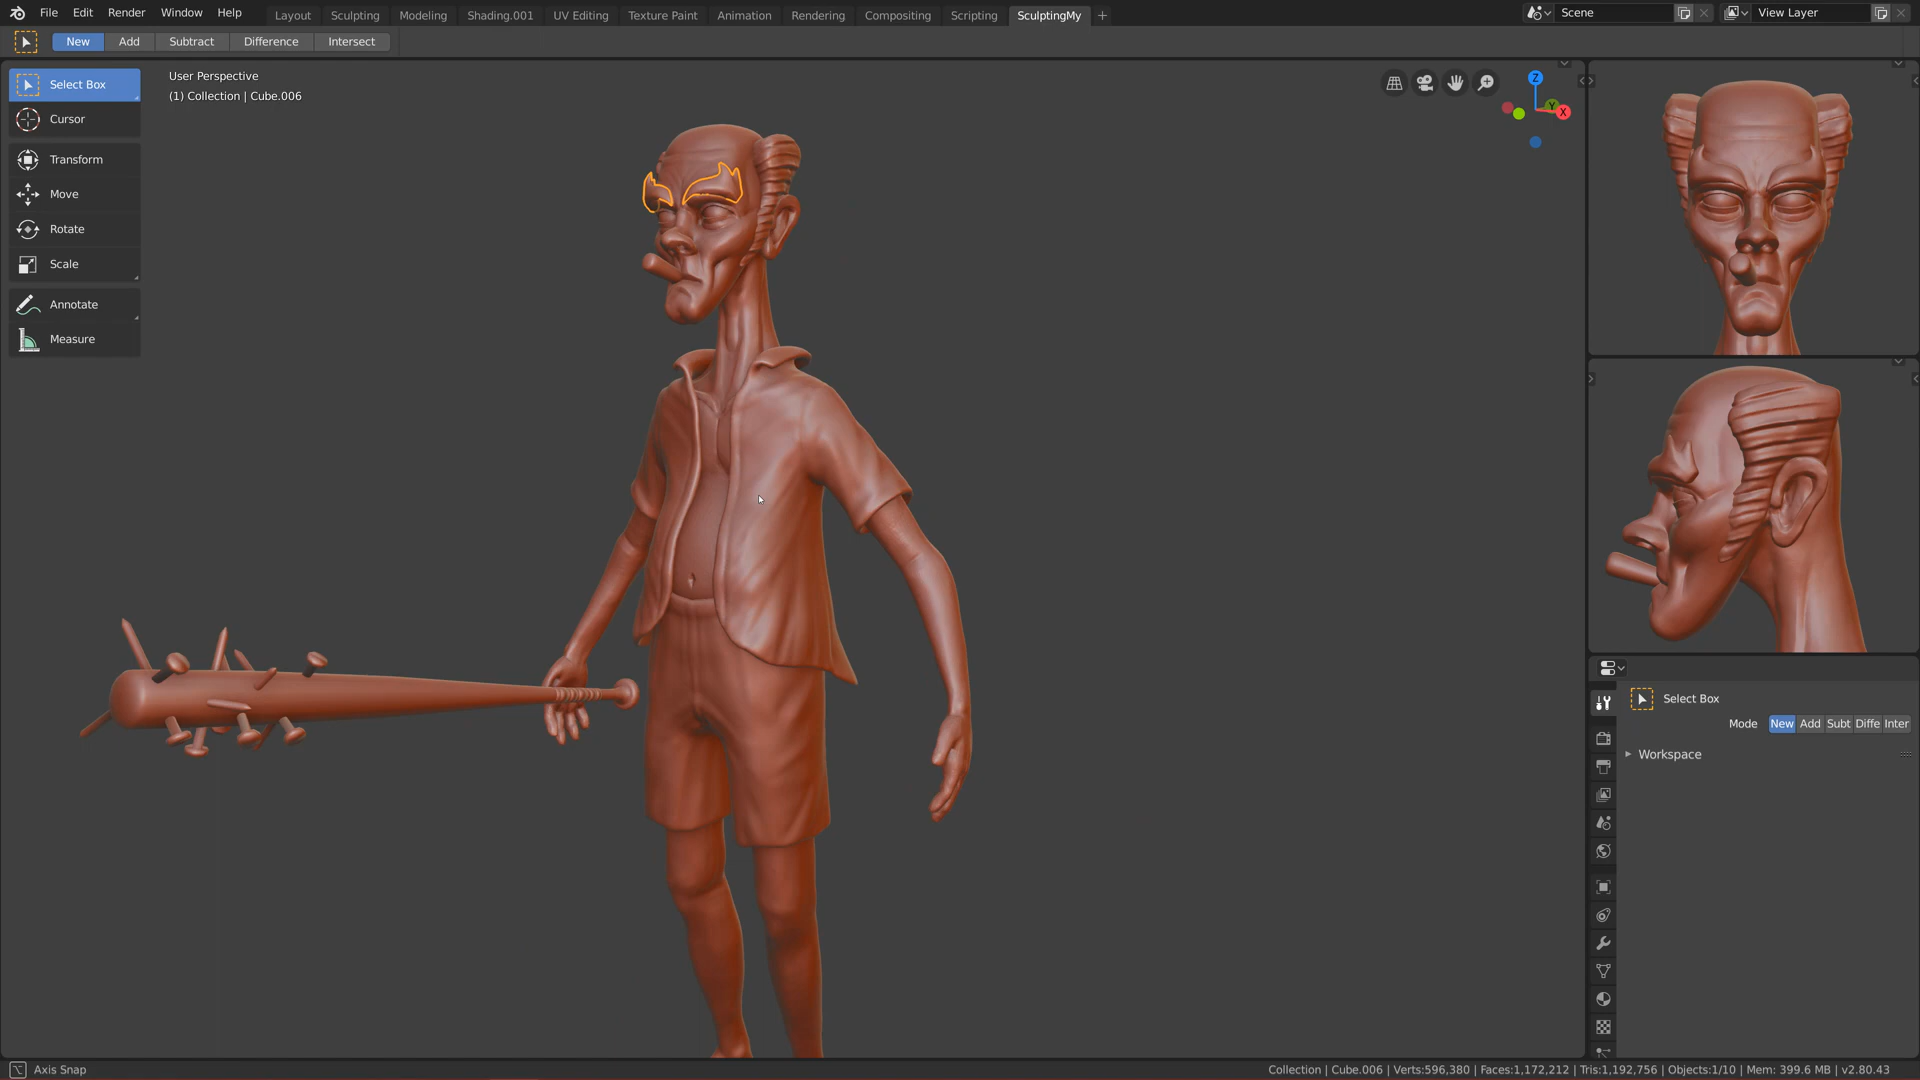 File Edit Render Window Help Layout Sculpting Modeling Shading.001 UV Editing Texture Paint Animation Rendering Compositing Scripting SculptingMy + Scene View Layer
New Add Subtract Difference Intersect
Select Box
Cursor
Transform
Move
Rotate
Scale
Annotate
Measure
User Perspective
(1) Collection | Cube.006
Z
Y
X
Select Box
Mode New Add Subt Diffe Inter
Workspace
Axis Snap
Collection | Cube.006 | Verts:596,380 | Faces:1,172,212 | Tris:1,192,756 | Objects:1/10 | Mem: 399.6 MB | v2.80.43